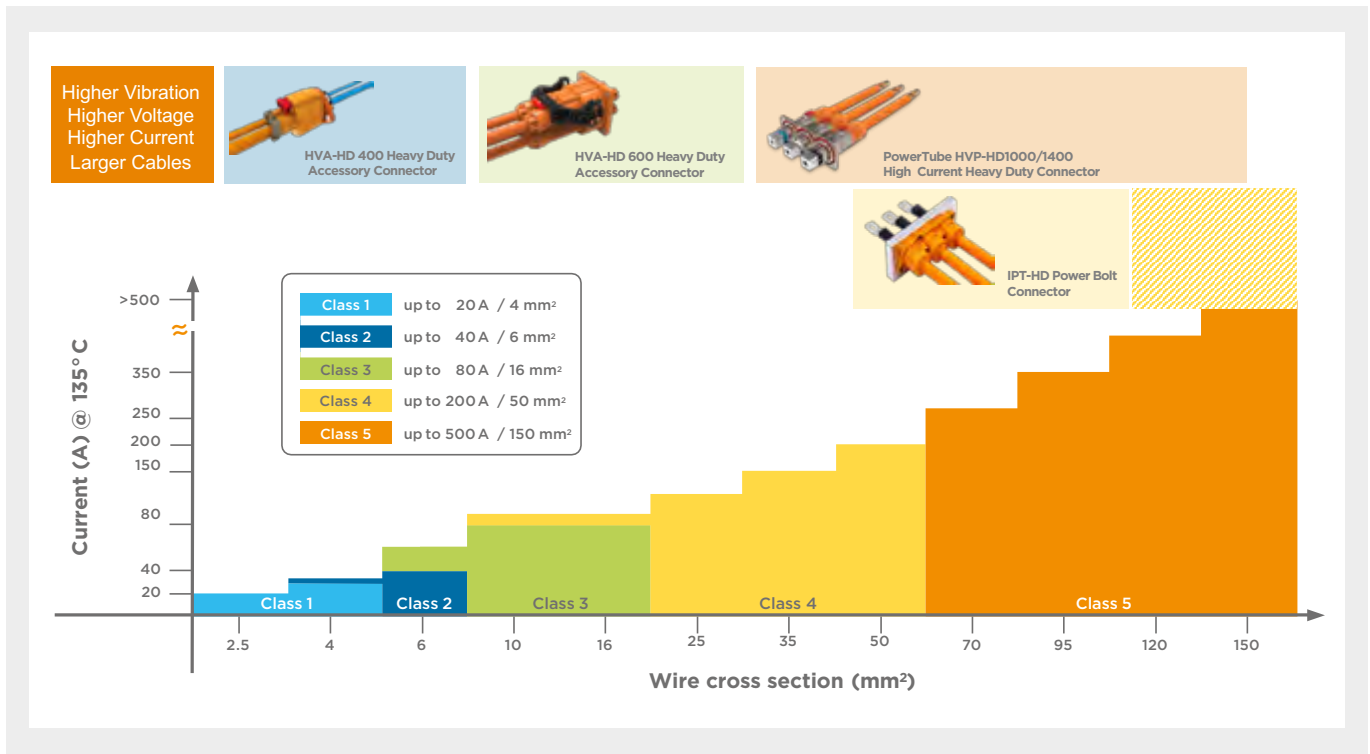 Higher Vibration
Higher Voltage
Higher Current
Larger Cables
HVA-HD 400 Heavy Duty
Accessory Connector
HVA-HD 600 Heavy Duty
Accessory Connector
PowerTube HVP-HD1000/1400
High Current Heavy Duty Connector
IPT-HD Power Bolt
Connector
Class 1 up to 20 A / 4 mm²
Class 2 up to 40 A / 6 mm²
Class 3 up to 80 A / 16 mm²
Class 4 up to 200 A / 50 mm²
Class 5 up to 500 A / 150 mm²
Current (A) @ 135° C
>500
≈
350
250
200
150
80
40
20
Class 1 Class 2 Class 3 Class 4 Class 5
2.5 4 6 10 16 25 35 50 70 95 120 150
Wire cross section (mm²)